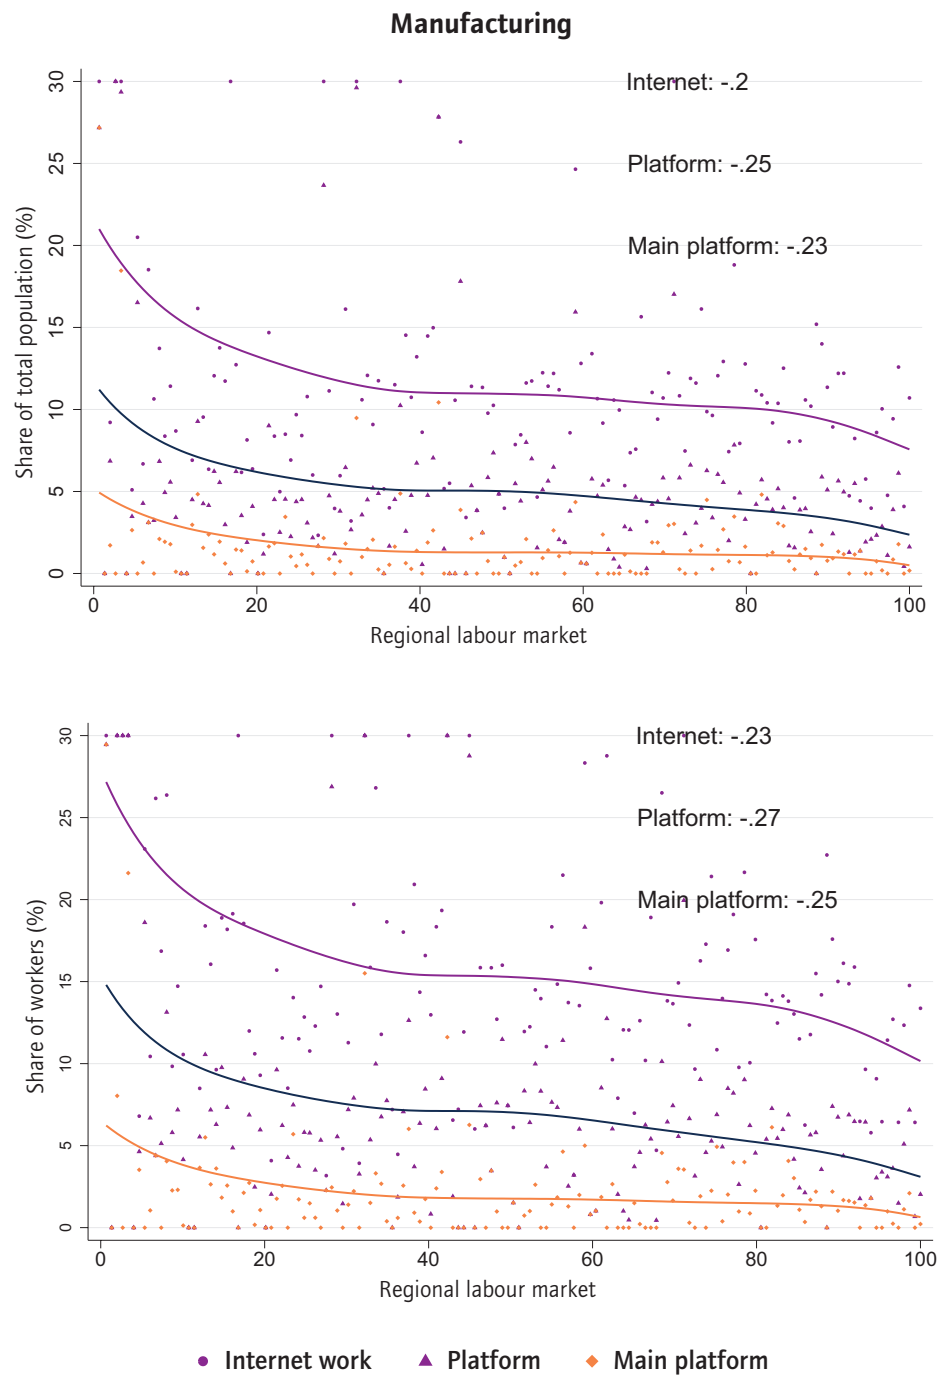 Manufacturing
30
25
20
15
10
5
0
Share of total population (%)
Internet: -.2
Platform: -.25
Main platform: -.23
0 20 40 60 80 100
Regional labour market
30
25
20
15
10
5
0
Share of workers (%)
Internet: -.23
Platform: -.27
Main platform: -.25
0 20 40 60 80 100
Regional labour market
Internet work Platform Main platform